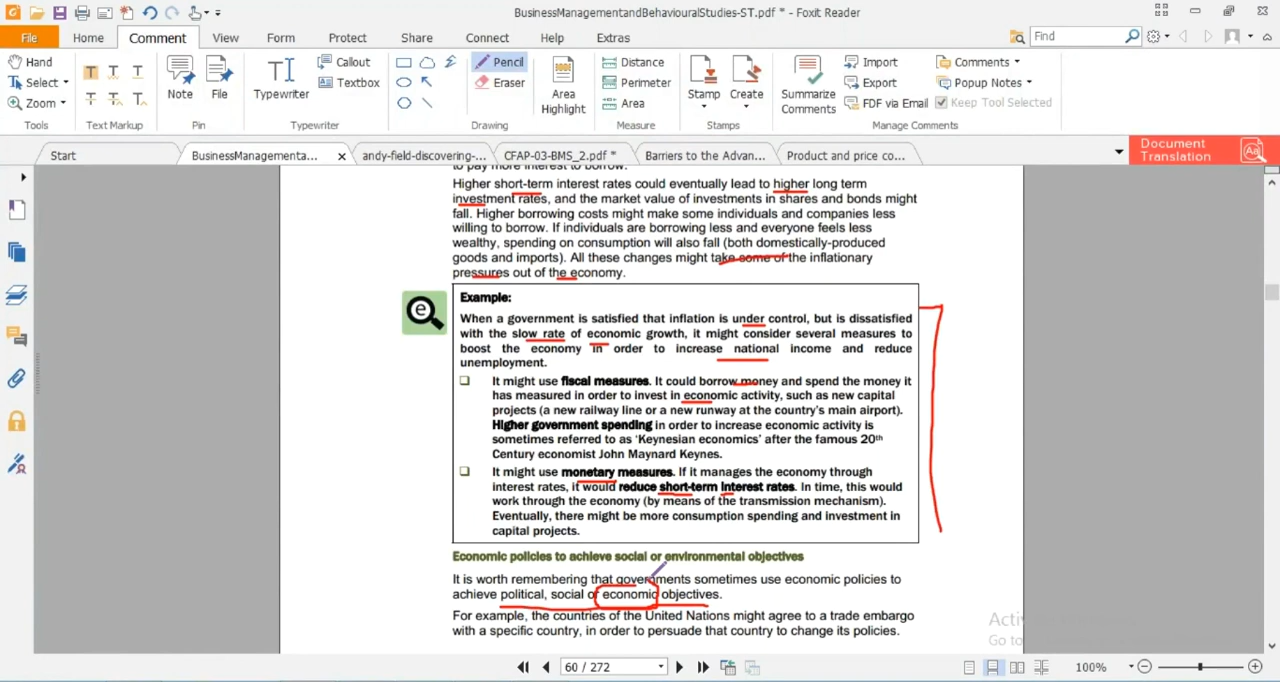 BusinessManagementandBehaviouralStudies-ST.pdf * - Foxit Reader
File Home Comment View Form Protect Share Connect Help Extras Find
Hand Callout Pencil Distance Import Comments
Select Textbox Eraser Perimeter Export Popup Notes
Zoom Note File Typewriter Area Highlight Area Stamp Create Summarize Comments FDF via Email Keep Tool Selected
Tools Text Markup Pin Typewriter Drawing Measure Stamps Manage Comments
Start BusinessManagementa... andy-field-discovering-... CFAP-03-BMS_2.pdf * Barriers to the Advan... Product and price co... Document Translation
to pay more interest to borrow.
Higher short-term interest rates could eventually lead to higher long term
investment rates, and the market value of investments in shares and bonds might
fall. Higher borrowing costs might make some individuals and companies less
willing to borrow. If individuals are borrowing less and everyone feels less
wealthy, spending on consumption will also fall (both domestically-produced
goods and imports). All these changes might take some of the inflationary
pressures out of the economy.
Example:
When a government is satisfied that inflation is under control, but is dissatisfied
with the slow rate of economic growth, it might consider several measures to
boost the economy in order to increase national income and reduce
unemployment.
It might use fiscal measures. It could borrow money and spend the money it
has measured in order to invest in economic activity, such as new capital
projects (a new railway line or a new runway at the country's main airport).
Higher government spending in order to increase economic activity is
sometimes referred to as 'Keynesian economics' after the famous 20th
Century economist John Maynard Keynes.
It might use monetary measures. If it manages the economy through
interest rates, it would reduce short-term interest rates. In time, this would
work through the economy (by means of the transmission mechanism).
Eventually, there might be more consumption spending and investment in
capital projects.
Economic policies to achieve social or environmental objectives
It is worth remembering that governments sometimes use economic policies to
achieve political, social or economic objectives.
For example, the countries of the United Nations might agree to a trade embargo
with a specific country, in order to persuade that country to change its policies.
Go to
60 / 272 100%